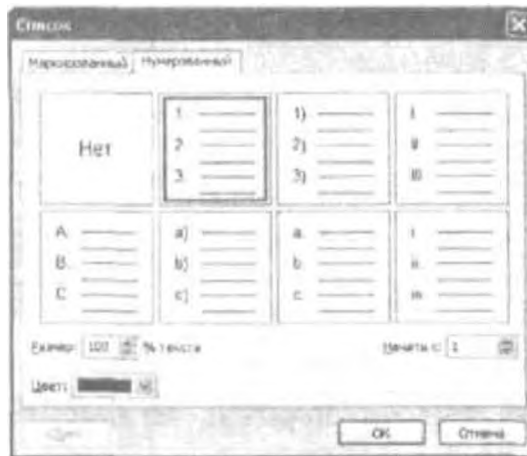 Список
Маркированный Нумерованный
Нет
1.
2.
3.
1)
2)
3)
I.
II.
III.
A.
B.
C.
a)
b)
c)
a.
b.
c.
i.
ii.
iii.
Размер: 100 % текста
Начать с: 1
Цвет:
OK Отмена